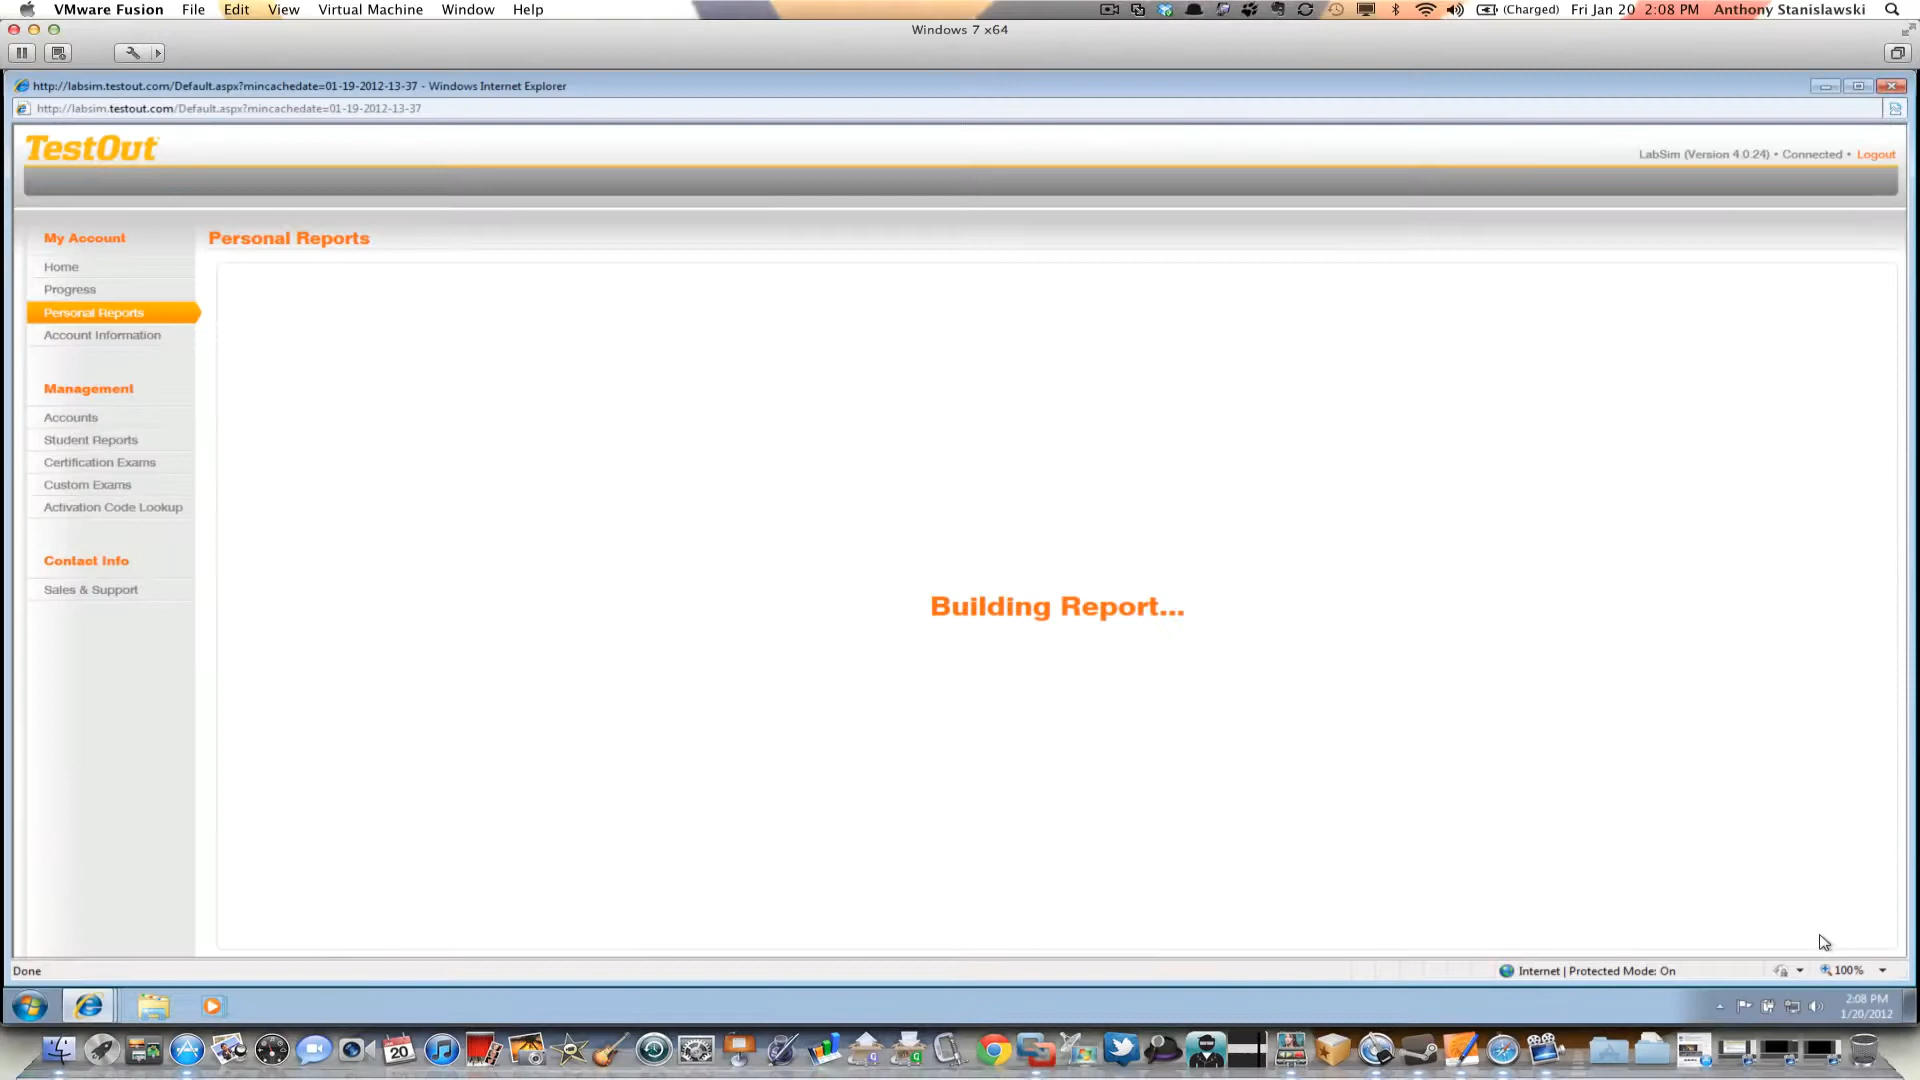 VMware Fusion File Edit View Virtual Machine Window Help (Charged) Fri Jan 20 2:08 PM Anthony Stanislawski
Windows 7 x64
http://labsim.testout.com/Default.aspx?mincachedate=01-19-2012-13-37 - Windows Internet Explorer
http://labsim.testout.com/Default.aspx?mincachedate=01-19-2012-13-37
TestOut
LabSim (Version 4.0.24) • Connected • Logout
My Account
Personal Reports
Home
Progress
Personal Reports
Account Information
Management
Accounts
Student Reports
Certification Exams
Custom Exams
Activation Code Lookup
Contact Info
Sales & Support
Building Report...
Done
Internet | Protected Mode: On
100%
2:08 PM
1/20/2012
20